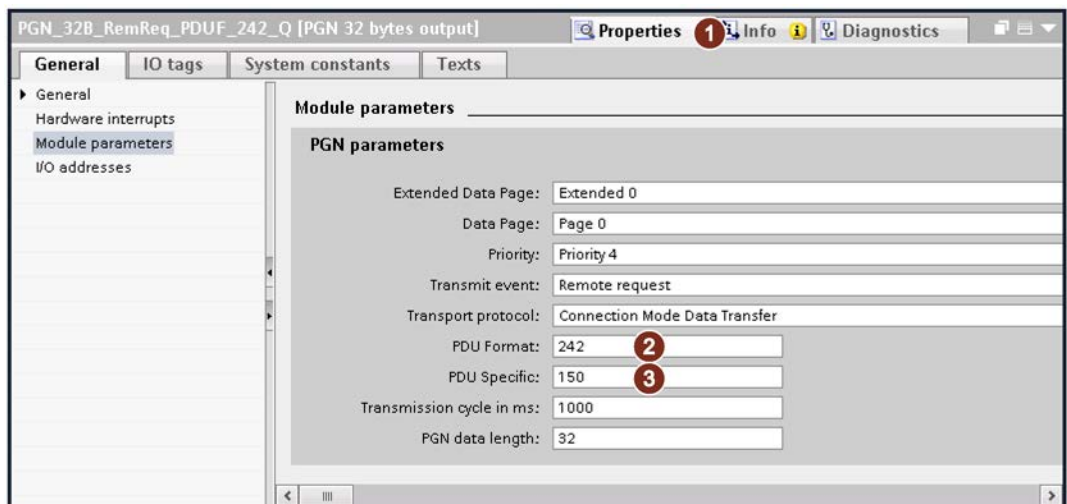 PGN_32B_RemReq_PDUF_242_Q [PGN 32 bytes output] Properties 1 Info Diagnostics
General IO tags System constants Texts
General
Hardware interrupts
Module parameters
I/O addresses
Module parameters
PGN parameters
Extended Data Page: Extended 0
Data Page: Page 0
Priority: Priority 4
Transmit event: Remote request
Transport protocol: Connection Mode Data Transfer
PDU Format: 242 2
PDU Specific: 150 3
Transmission cycle in ms: 1000
PGN data length: 32